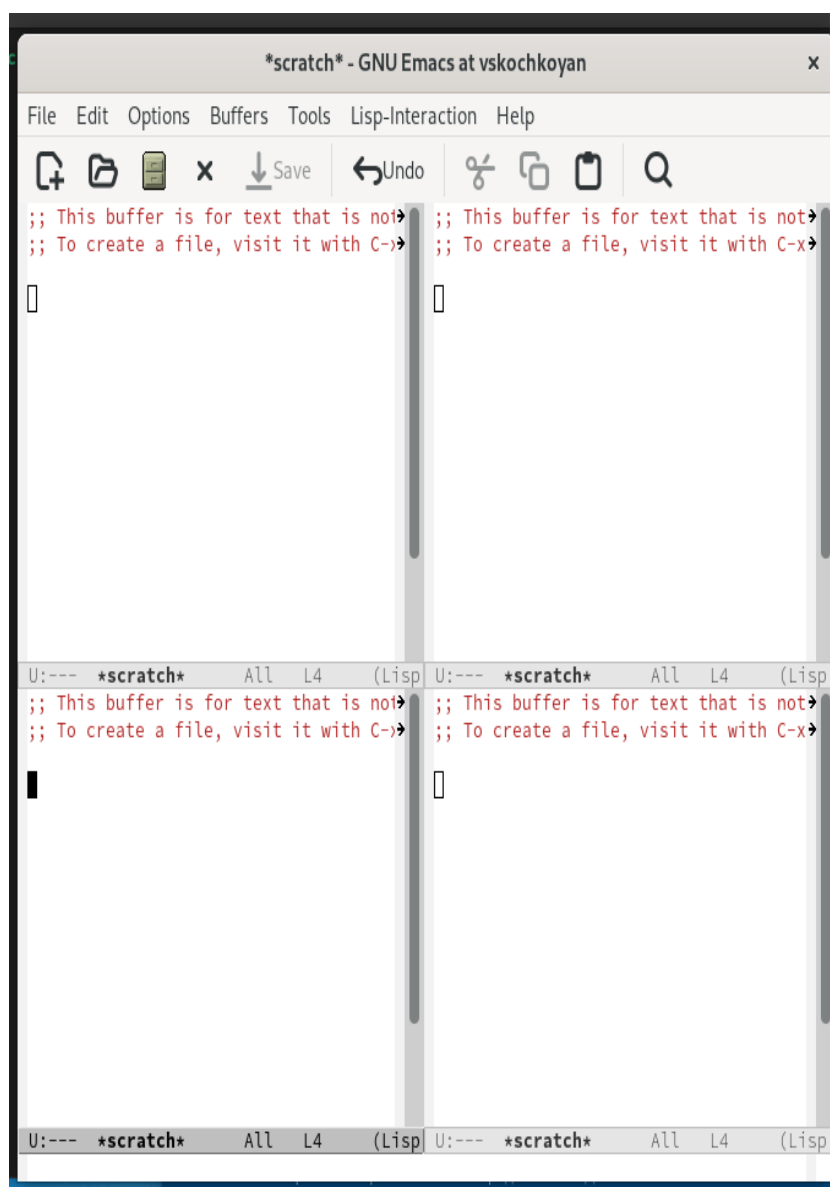 *scratch* - GNU Emacs at vskochkoyan
File Edit Options Buffers Tools Lisp-Interaction Help
Save Undo
;; This buffer is for text that is not
;; To create a file, visit it with C-x
U:--- *scratch* All L4 (Lisp
;; This buffer is for text that is not
;; To create a file, visit it with C-x
U:--- *scratch* All L4 (Lisp
;; This buffer is for text that is not
;; To create a file, visit it with C-x
U:--- *scratch* All L4 (Lisp
;; This buffer is for text that is not
;; To create a file, visit it with C-x
U:--- *scratch* All L4 (Lisp